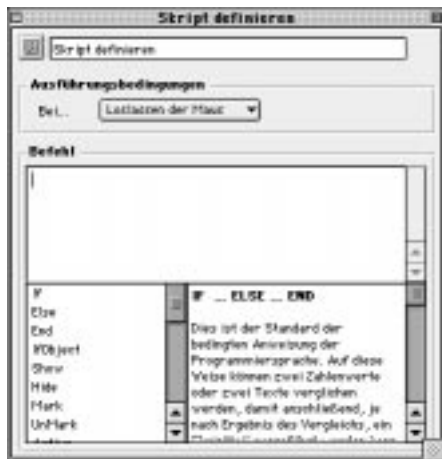 Skript definieren
Skript definieren
Ausführungsbedingungen
Bei... Loslassen der Maus
Befehl
IF
Else
End
IfObject
Show
Hide
Mark
UnMark
IF ... ELSE ... END
Dies ist der Standard der
bedingten Anweisung der
Programmiersprache. Auf diese
Weise können zwei Zahlenwerte
oder zwei Texte verglichen
werden, damit anschließend, je
nach Ergebnis des Vergleichs, ein